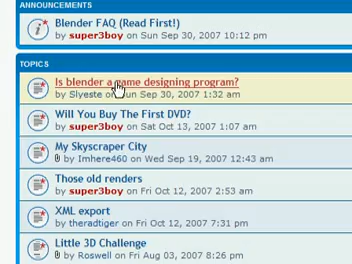 ANNOUNCEMENTS
Blender FAQ (Read First!)
by super3boy on Sun Sep 30, 2007 10:12 pm
TOPICS
Is blender a game designing program?
by Slyeste on Sun Sep 30, 2007 1:32 am
Will You Buy The First DVD?
by super3boy on Sat Oct 13, 2007 1:07 am
My Skyscraper City
by Imhere460 on Wed Sep 19, 2007 12:43 am
Those old renders
by super3boy on Fri Oct 12, 2007 2:53 am
XML export
by theradtiger on Fri Oct 12, 2007 7:31 pm
Little 3D Challenge
by Roswell on Fri Aug 03, 2007 8:26 pm